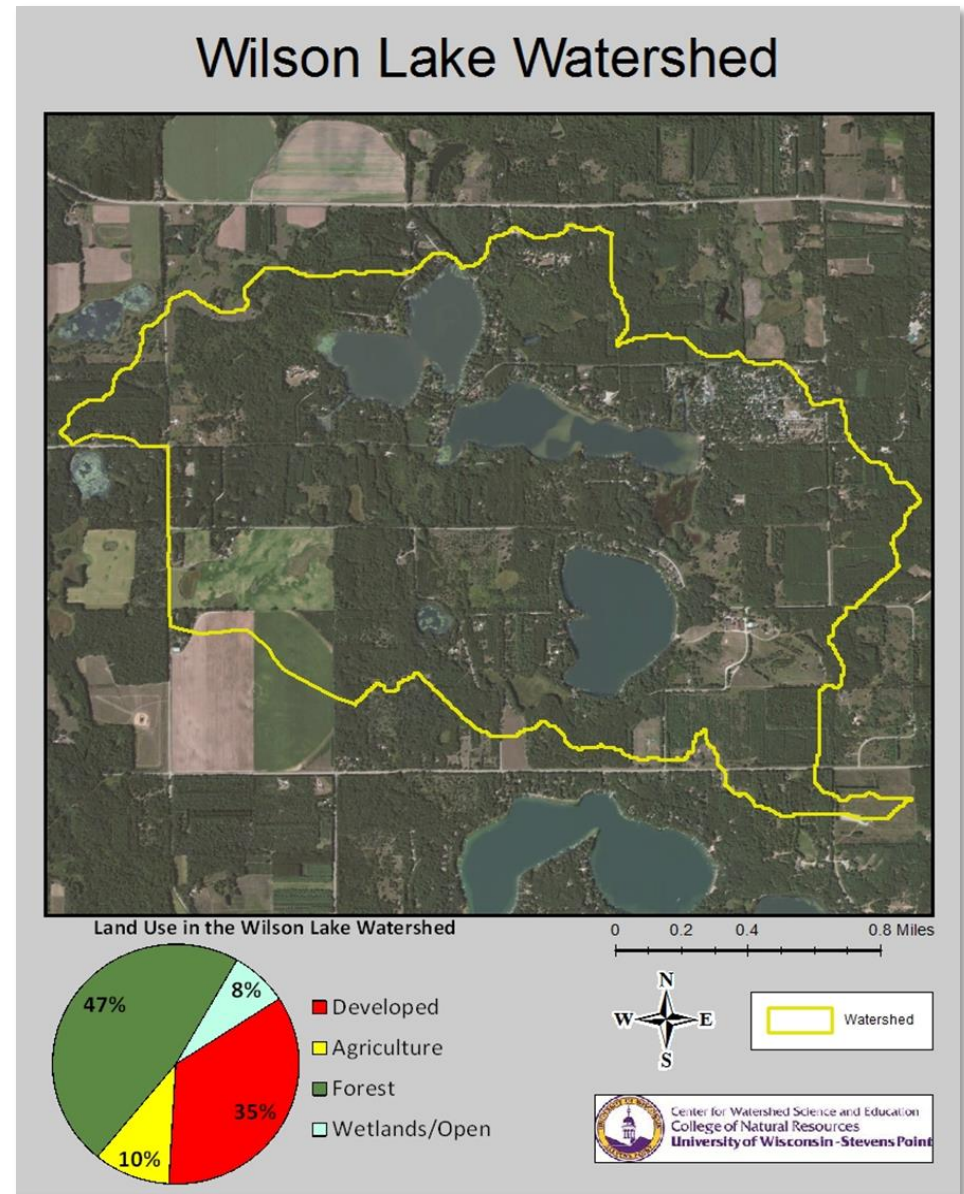 Wilson Lake Watershed
Land Use in the Wilson Lake Watershed
47%
8%
35%
10%
Developed
Agriculture
Forest
Wetlands/Open
0 0.2 0.4 0.8 Miles
N
W E
S
Watershed
Center for Watershed Science and Education
College of Natural Resources
University of Wisconsin - Stevens Point